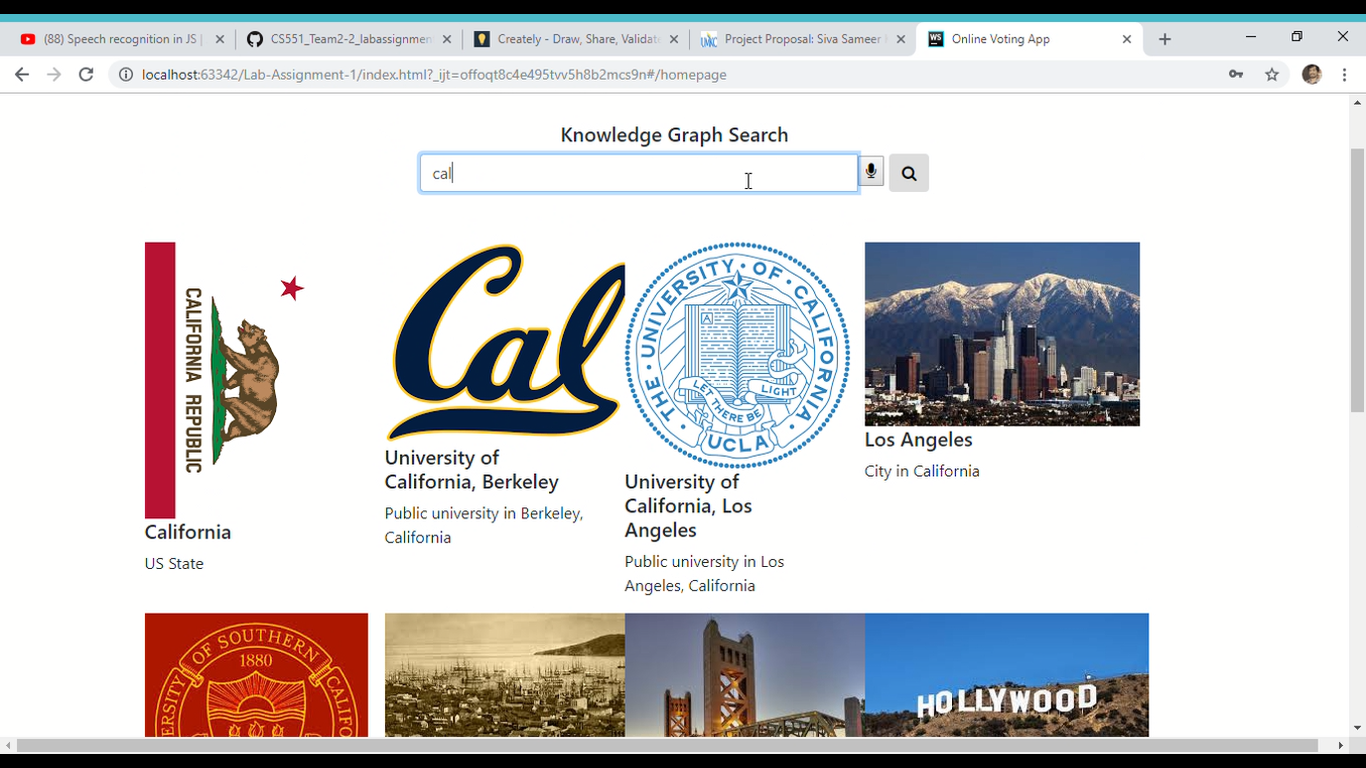 (88) Speech recognition in JS |
CS551_Team2-2_labassignmen
Creately - Draw, Share, Validat
UMKC
Project Proposal: Siva Sameer
WS
Online Voting App
localhost:63342/Lab-Assignment-1/index.html?_ijt=offoqt8c4e495tvv5h8b2mcs9n#/homepage
Knowledge Graph Search
cal
CALIFORNIA REPUBLIC
Cal
THE · UNIVERSITY · OF · CALIFORNIA ·
A
LET THERE BE LIGHT
UCLA
California
US State
University of
California, Berkeley
Public university in Berkeley,
California
University of
California, Los
Angeles
Public university in Los
Angeles, California
Los Angeles
City in California
OF SOUTHERN
1880
HOLLYWOOD